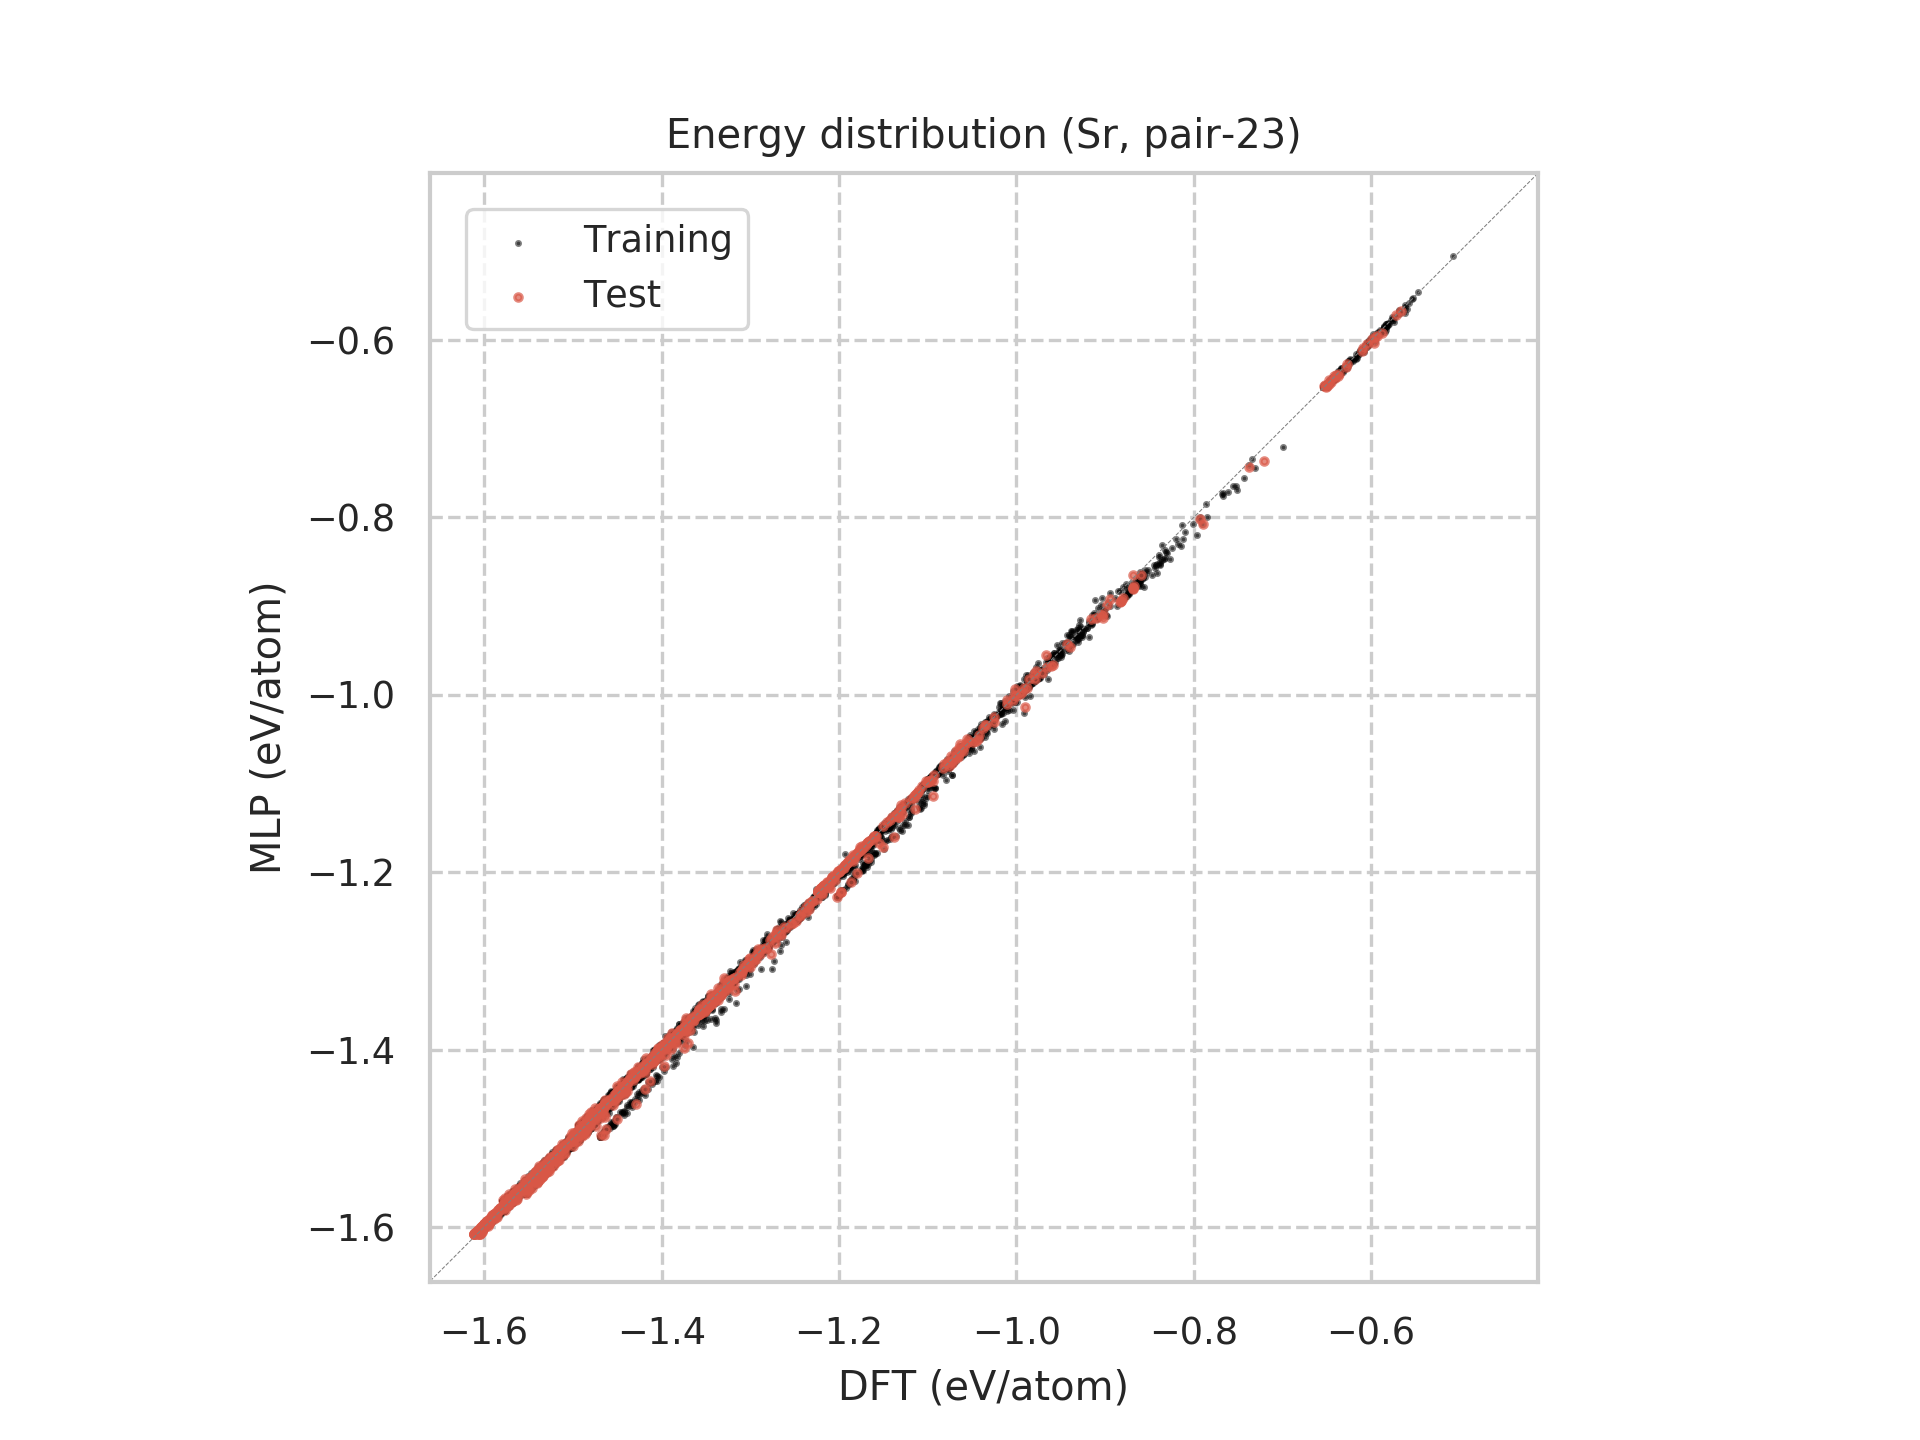 Energy distribution (Sr, pair-23)
Training
Test
−0.6
−0.8
−1.0
−1.2
−1.4
−1.6
MLP (eV/atom)
−1.6 −1.4 −1.2 −1.0 −0.8 −0.6
DFT (eV/atom)